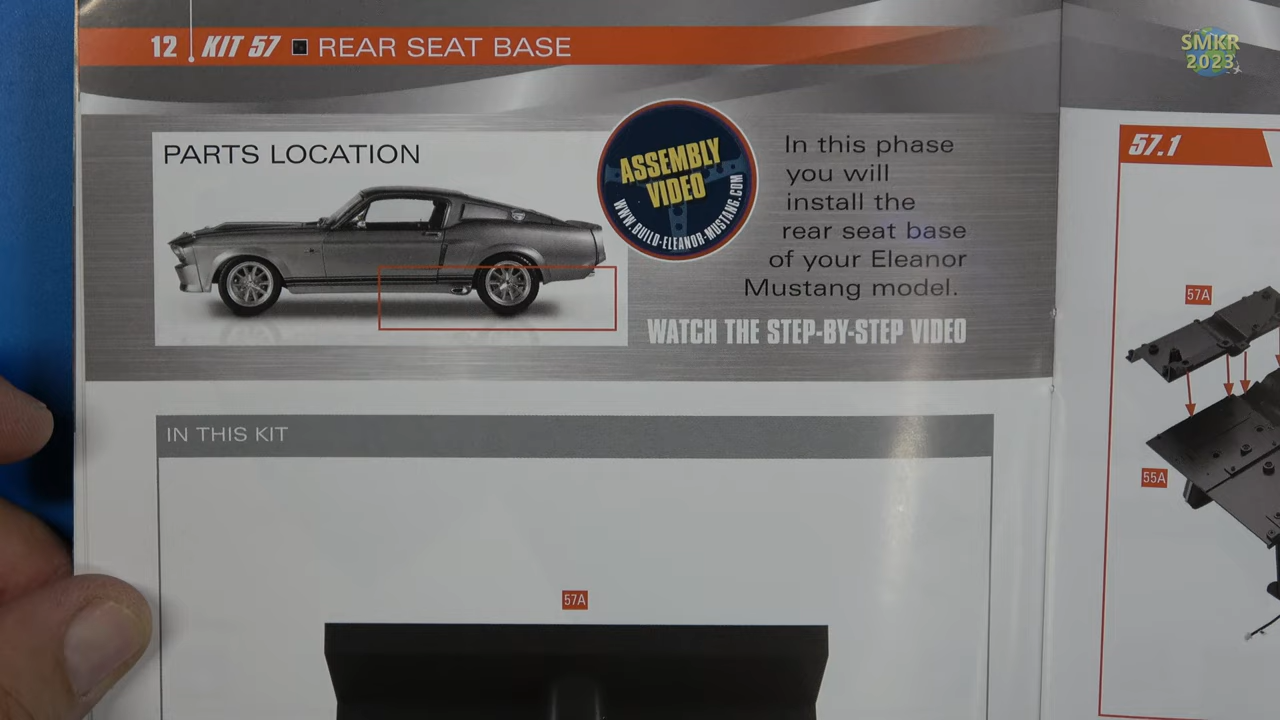 12 KIT 57 REAR SEAT BASE
SMKR
2023
PARTS LOCATION
ASSEMBLY
VIDEO
WWW.BUILD-ELEANOR-MUSTANG.COM
In this phase
you will
install the
rear seat base
of your Eleanor
Mustang model.
WATCH THE STEP-BY-STEP VIDEO
IN THIS KIT
57A
57.1
57A
55A